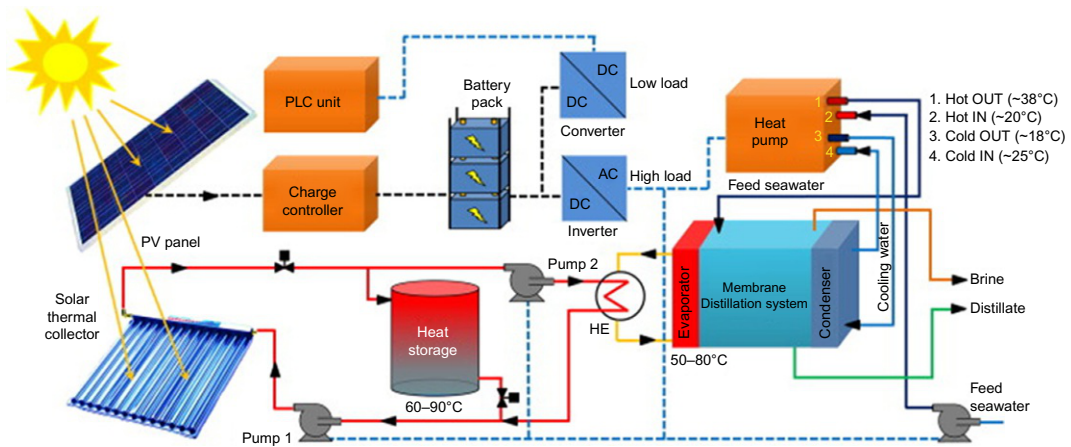 PLC unit
Battery
pack
DC
DC
Low load
Converter
Heat
pump
1
2
3
4
1. Hot OUT (~38°C)
2. Hot IN (~20°C)
3. Cold OUT (~18°C)
4. Cold IN (~25°C)
Charge
controller
AC
DC
High load
Inverter
Feed seawater
PV panel
Solar
thermal
collector
Pump 2
HE
Heat
storage
60–90°C
Pump 1
Evaporator
Membrane
Distillation system
Condenser
Cooling water
50–80°C
Brine
Distillate
Feed
seawater